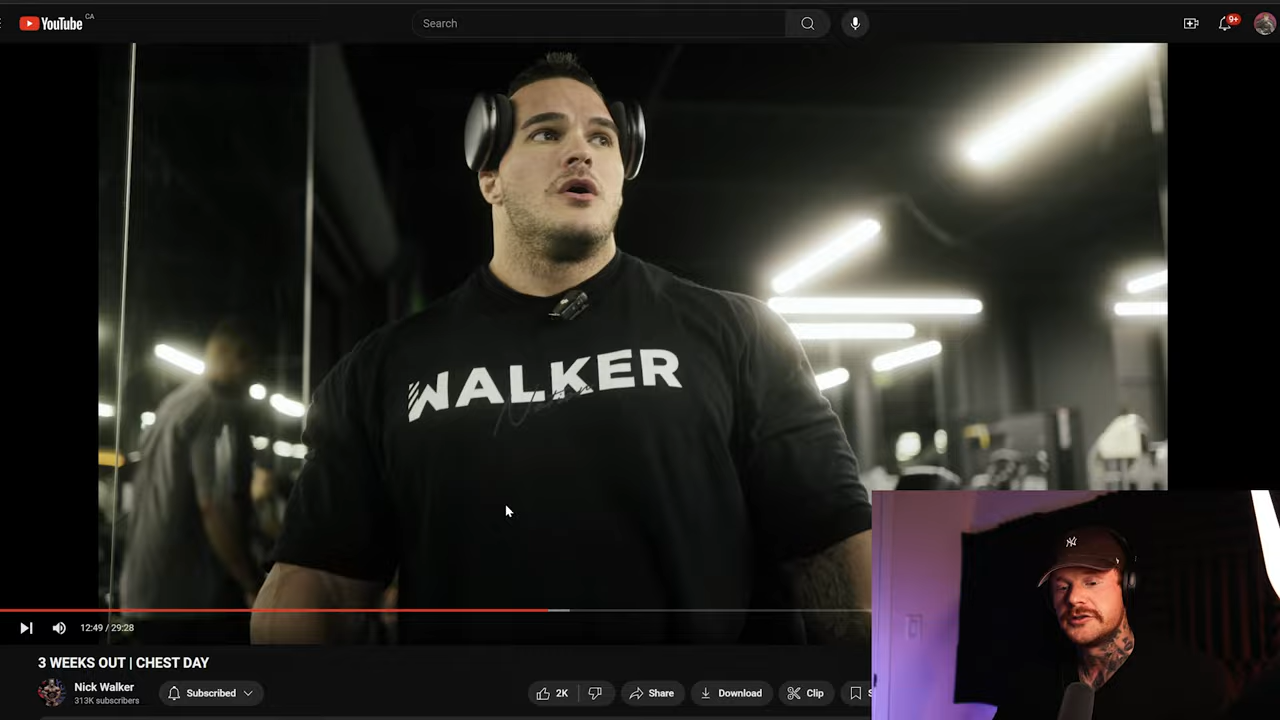 YouTube CA
Search
9+
WALKER
12:49 / 29:28
3 WEEKS OUT | CHEST DAY
Nick Walker
313K subscribers
Subscribed
2K
Share
Download
Clip
S
NY